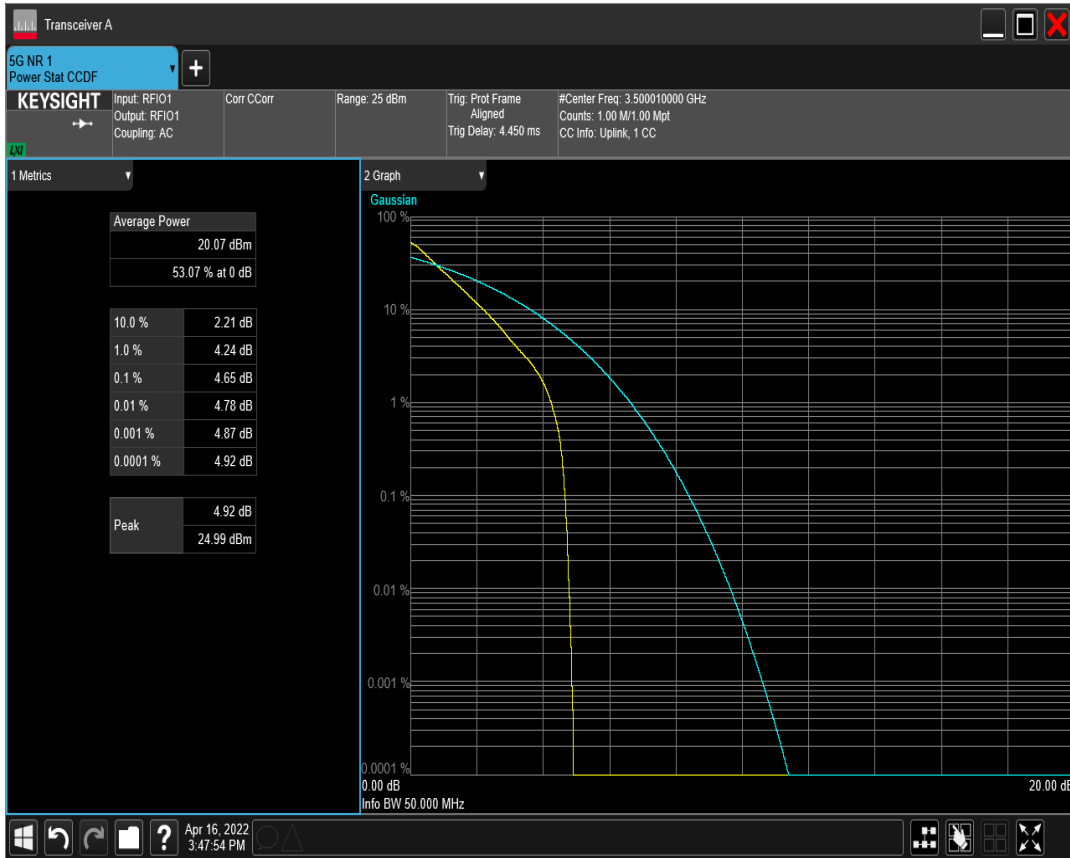 Transceiver A
5G NR 1
Power Stat CCDF
KEYSIGHT
LXI
Input: RFIO1
Output: RFIO1
Coupling: AC
Corr CCorr
Range: 25 dBm
Trig: Prot Frame
Aligned
Trig Delay: 4.450 ms
#Center Freq: 3.500010000 GHz
Counts: 1.00 M/1.00 Mpt
CC Info: Uplink, 1 CC
1 Metrics
Average Power
20.07 dBm
53.07 % at 0 dB
10.0 % 2.21 dB
1.0 % 4.24 dB
0.1 % 4.65 dB
0.01 % 4.78 dB
0.001 % 4.87 dB
0.0001 % 4.92 dB
Peak
4.92 dB
24.99 dBm
2 Graph
Gaussian
100 %
10 %
1 %
0.1 %
0.01 %
0.001 %
0.0001 %
0.00 dB
20.00 dB
Info BW 50.000 MHz
?
Apr 16, 2022
3:47:54 PM